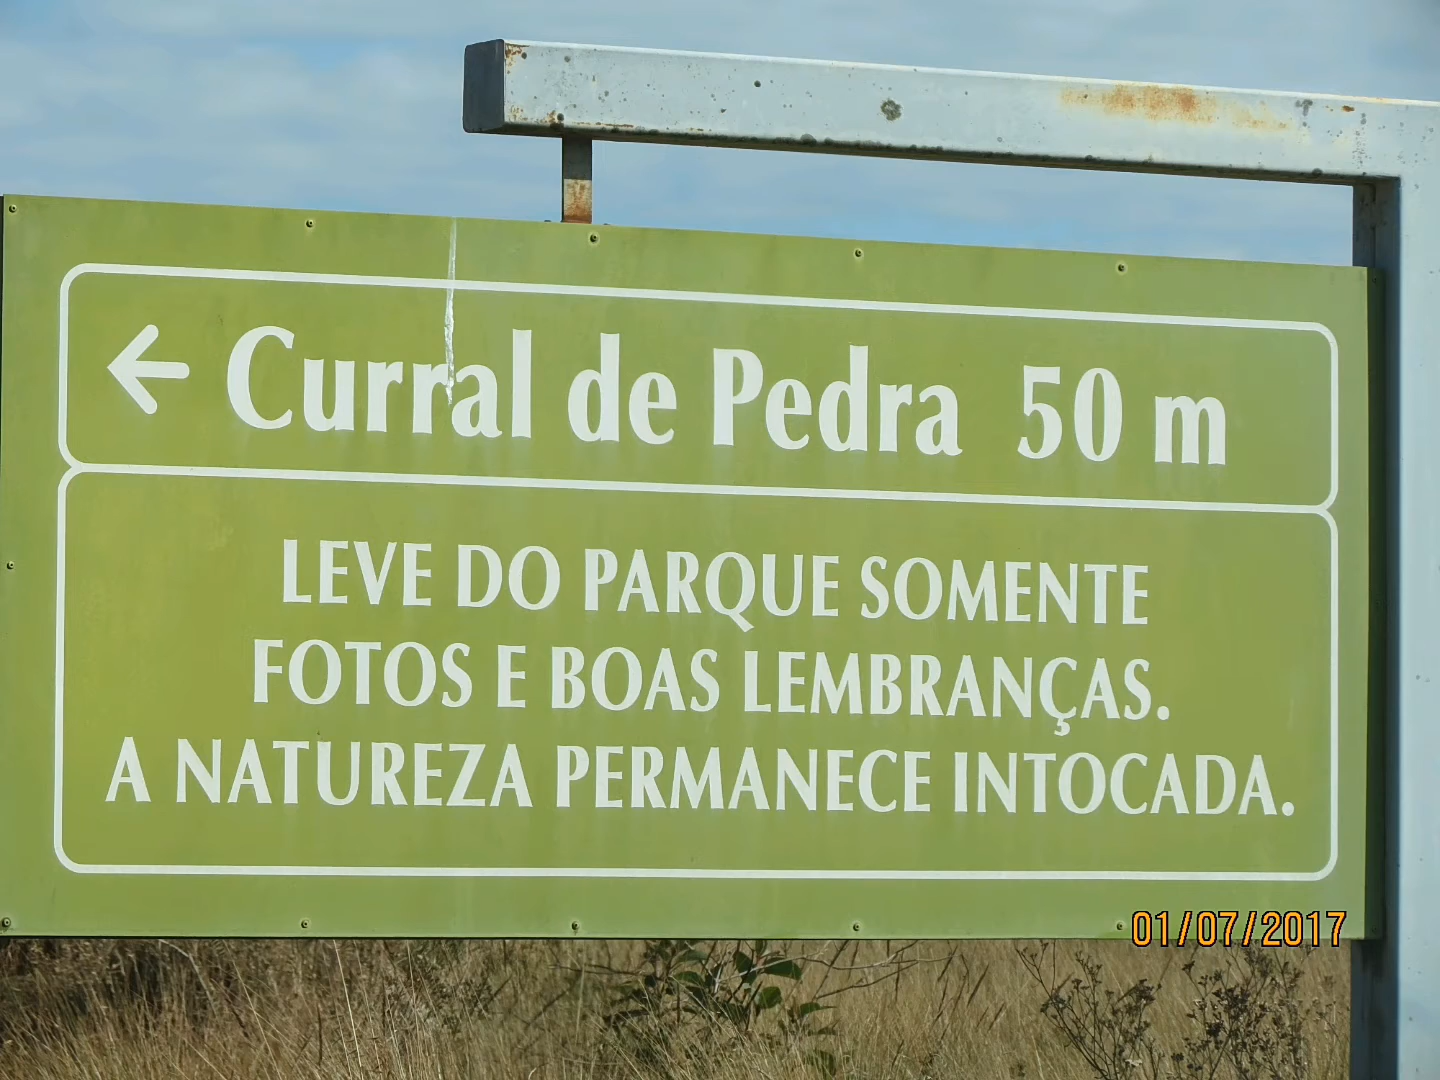 ← Curral de Pedra 50 m
LEVE DO PARQUE SOMENTE
FOTOS E BOAS LEMBRANÇAS.
A NATUREZA PERMANECE INTOCADA.
01/07/2017